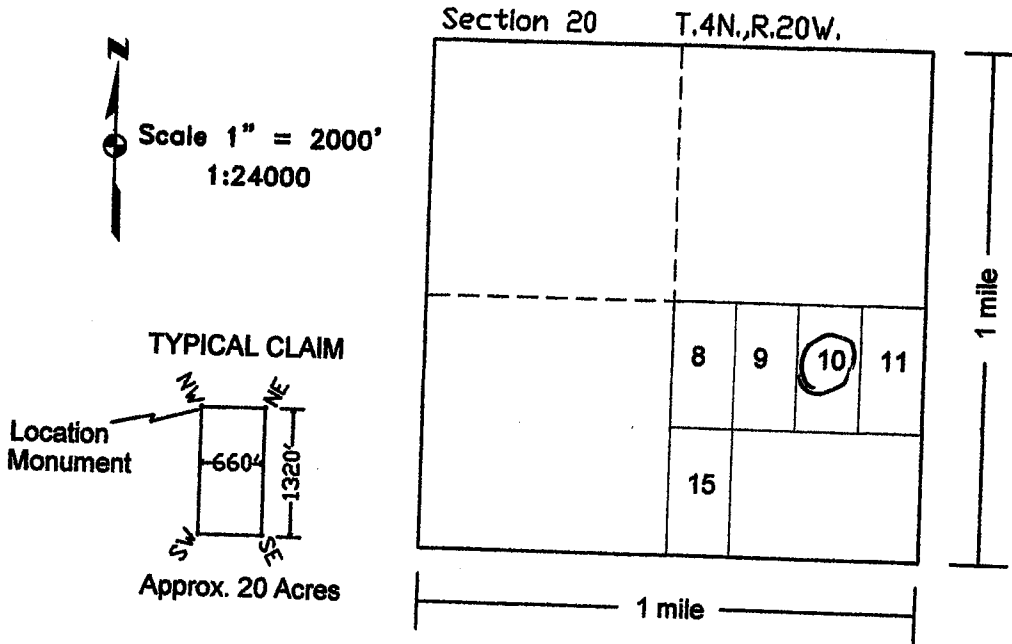 Section 20 T.4N.,R.20W.
N
Scale 1" = 2000'
1:24000
1 mile
8 9 10 11
15
TYPICAL CLAIM
NW NE
Location
Monument
660'
1320'
SW SE
Approx. 20 Acres
1 mile